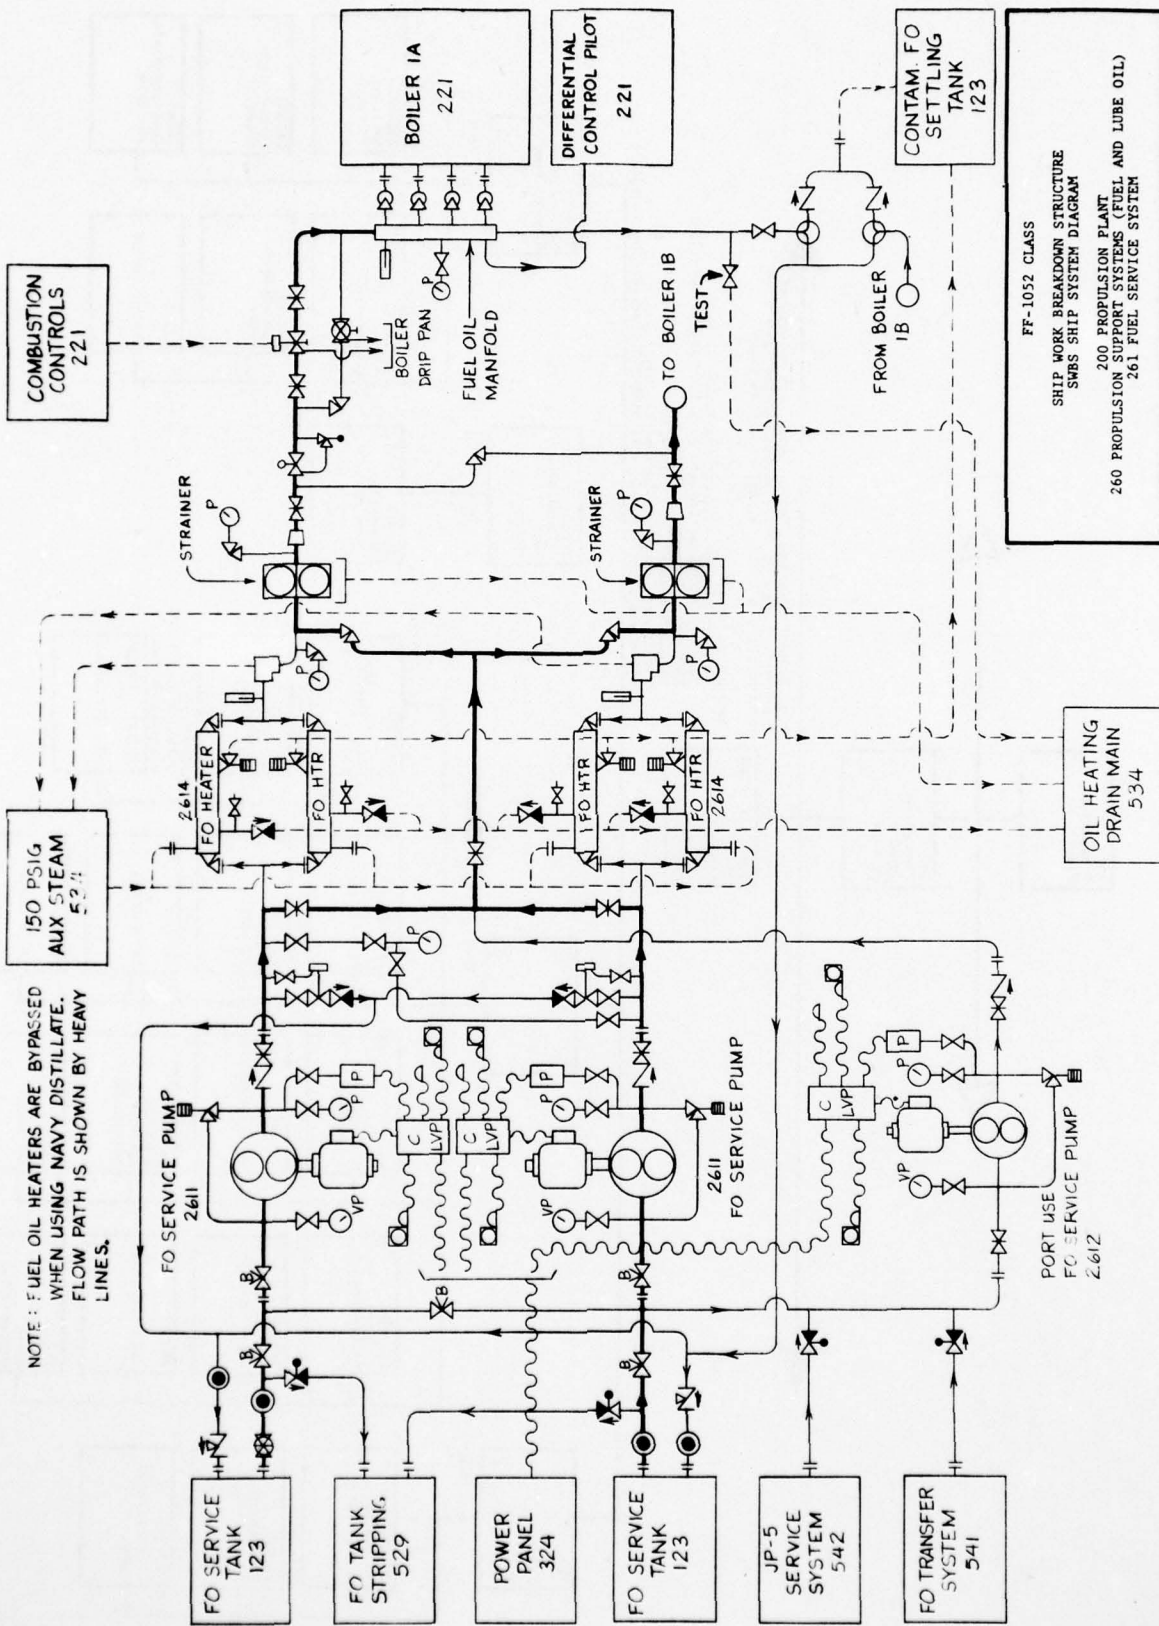 COMBUSTION
CONTROLS
221
BOILER 1A
221
DIFFERENTIAL
CONTROL PILOT
221
CONTAM. FO
SETTLING
TANK
123
FF-1052 CLASS
SHIP WORK BREAKDOWN STRUCTURE
SWBS SHIP SYSTEM DIAGRAM
200 PROPULSION PLANT
260 PROPULSION SUPPORT SYSTEMS (FUEL AND LUBE OIL)
261 FUEL SERVICE SYSTEM
BOILER
DRIP PAN
FUEL OIL
MANFOLD
P
T
TO BOILER 1B
TEST
FROM BOILER
1B
STRAINER
P
STRAINER
P
150 PSIG
AUX STEAM
534
2614
FO HEATER
FO HTR
P
FO HTR
FO HTR
2614
P
OIL HEATING
DRAIN MAIN
534
NOTE: FUEL OIL HEATERS ARE BYPASSED
WHEN USING NAVY DISTILLATE.
FLOW PATH IS SHOWN BY HEAVY
LINES.
P
FO SERVICE PUMP
2611
P
P
VP
C
LVP
C
LVP
P
P
VP
2611
FO SERVICE PUMP
C
LVP
P
P
VP
PORT USE
FO SERVICE PUMP
2612
B
B
B
B
B
FO SERVICE
TANK
123
FO TANK
STRIPPING
529
POWER
PANEL
324
FO SERVICE
TANK
123
JP-5
SERVICE
SYSTEM
542
FO TRANSFER
SYSTEM
541